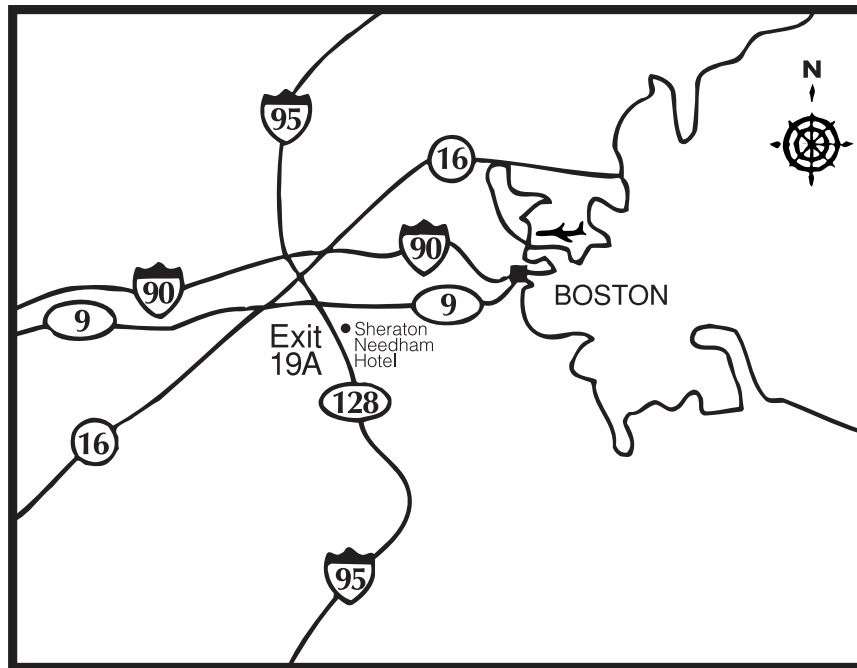 N
95
16
90
90
9
9
BOSTON
Exit
19A
Sheraton
Needham
Hotel
128
16
95